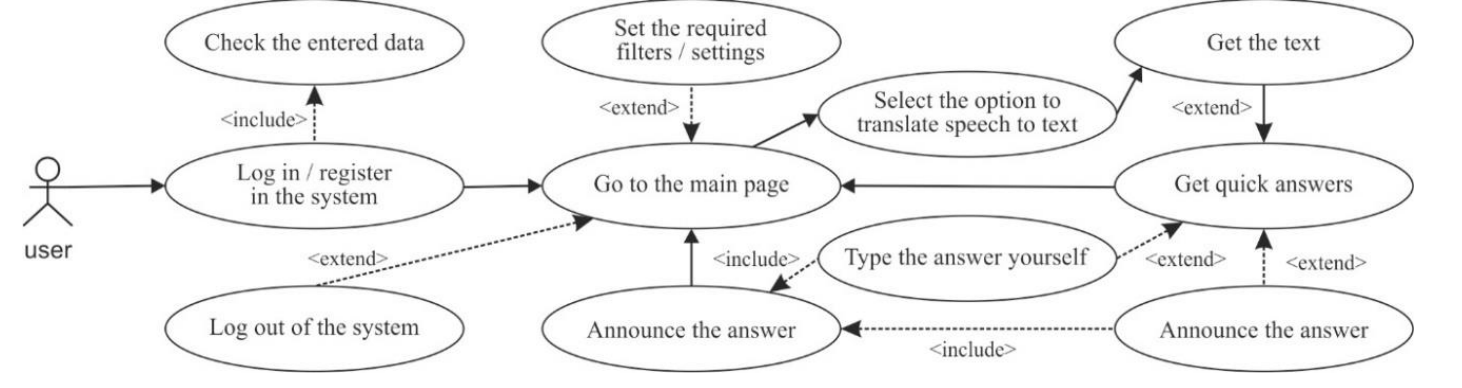 Check the entered data
Set the required
filters / settings
Get the text
<include>
<extend>
Select the option to
translate speech to text
<extend>
Log in / register
in the system
Go to the main page
Get quick answers
user
<extend>
<include>
Type the answer yourself
<extend>
<extend>
Log out of the system
Announce the answer
<include>
Announce the answer